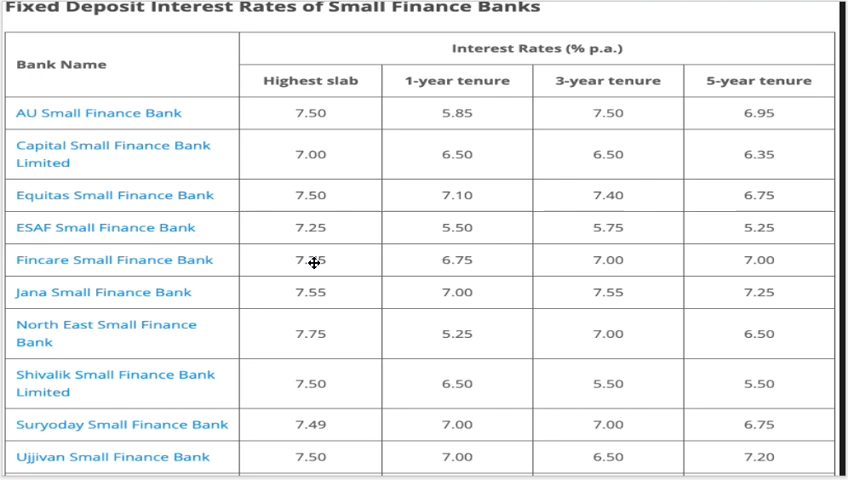 Fixed Deposit Interest Rates of Small Finance Banks
Bank Name
Interest Rates (% p.a.)
Highest slab 1-year tenure 3-year tenure 5-year tenure
AU Small Finance Bank 7.50 5.85 7.50 6.95
Capital Small Finance Bank
Limited 7.00 6.50 6.50 6.35
Equitas Small Finance Bank 7.50 7.10 7.40 6.75
ESAF Small Finance Bank 7.25 5.50 5.75 5.25
Fincare Small Finance Bank 6.75 7.00 7.00
Jana Small Finance Bank 7.55 7.00 7.55 7.25
North East Small Finance
Bank 7.75 5.25 7.00 6.50
Shivalik Small Finance Bank
Limited 7.50 6.50 5.50 5.50
Suryoday Small Finance Bank 7.49 7.00 7.00 6.75
Ujjivan Small Finance Bank 7.50 7.00 6.50 7.20